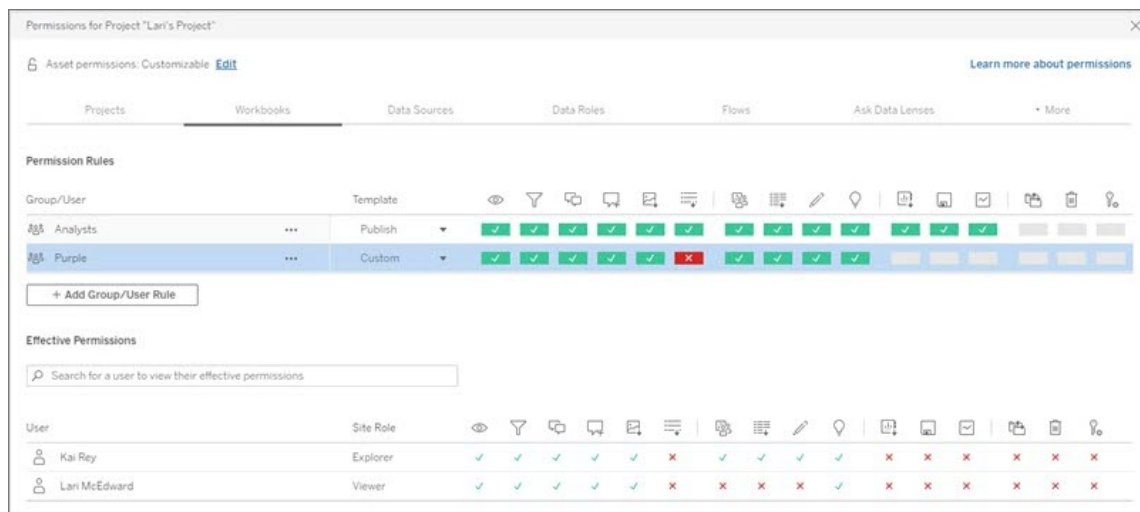 Permissions for Project "Lari's Project"
Asset permissions: Customizable Edit
Learn more about permissions
Projects Workbooks Data Sources Data Roles Flows Ask Data Lenses • More
Permission Rules
Group/User Template
Analysts ••• Publish
Purple ••• Custom
+ Add Group/User Rule
Effective Permissions
Search for a user to view their effective permissions
User Site Role
Kai Rey Explorer
Lari McEdward Viewer